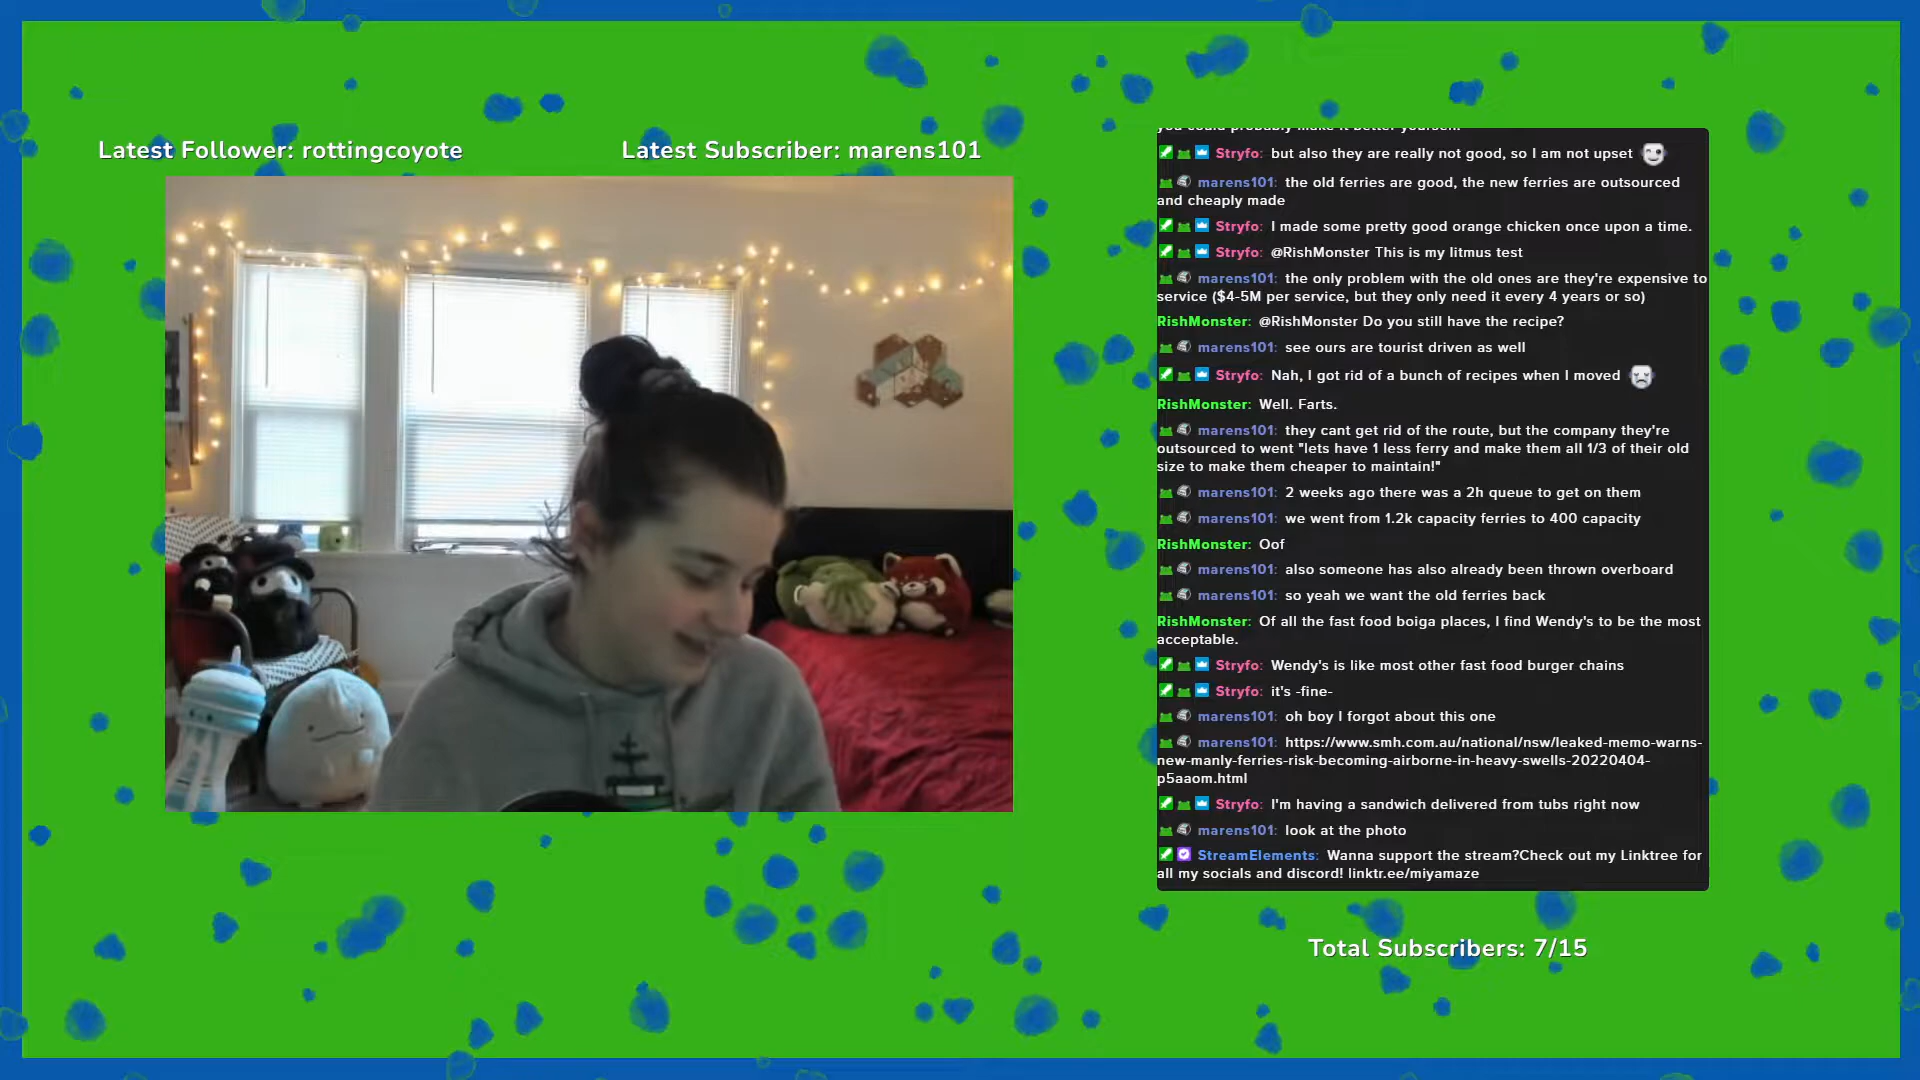 Latest Follower: rottingcoyote
Latest Subscriber: marens101
you could probably make it better yourself.
Stryfo: but also they are really not good, so I am not upset
marens101: the old ferries are good, the new ferries are outsourced
and cheaply made
Stryfo: I made some pretty good orange chicken once upon a time.
Stryfo: @RishMonster This is my litmus test
marens101: the only problem with the old ones are they're expensive to
service ($4-5M per service, but they only need it every 4 years or so)
RishMonster: @RishMonster Do you still have the recipe?
marens101: see ours are tourist driven as well
Stryfo: Nah, I got rid of a bunch of recipes when I moved
RishMonster: Well. Farts.
marens101: they cant get rid of the route, but the company they're
outsourced to went "lets have 1 less ferry and make them all 1/3 of their old
size to make them cheaper to maintain!"
marens101: 2 weeks ago there was a 2h queue to get on them
marens101: we went from 1.2k capacity ferries to 400 capacity
RishMonster: Oof
marens101: also someone has also already been thrown overboard
marens101: so yeah we want the old ferries back
RishMonster: Of all the fast food boiga places, I find Wendy's to be the most
acceptable.
Stryfo: Wendy's is like most other fast food burger chains
Stryfo: it's -fine-
marens101: oh boy I forgot about this one
marens101: https://www.smh.com.au/national/nsw/leaked-memo-warns-
new-manly-ferries-risk-becoming-airborne-in-heavy-swells-20220404-
p5aaom.html
Stryfo: I'm having a sandwich delivered from tubs right now
marens101: look at the photo
StreamElements: Wanna support the stream?Check out my Linktree for
all my socials and discord! linktr.ee/miyamaze
Total Subscribers: 7/15